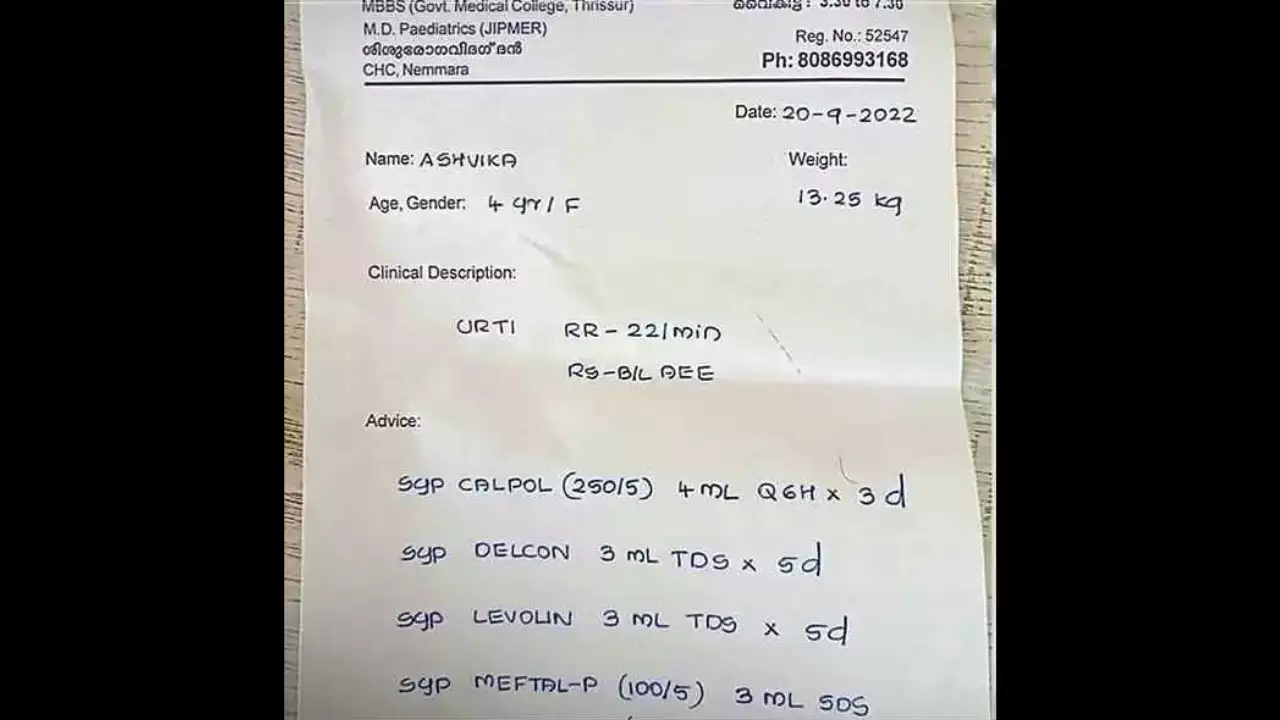 MBBS (Govt. Medical College, Thrissur)
വൈകിട്ട് : 3.30 to 7.30
M.D. Paediatrics (JIPMER)
Reg. No.: 52547
ശിശുരോഗവിദഗ്ദ്ധൻ
Ph: 8086993168
CHC, Nemmara
Date: 20-9-2022
Name: ASHVIKA
Weight:
13.25 kg
Age, Gender: 4 yr / F
Clinical Description:
URTI RR - 22/min
RS - B/L AEE
Advice:
syp CALPOL (250/5) 4 mL Q6H x 3d
syp DELCON 3 mL TDS x 5d
syp LEVOLIN 3 mL TDS x 5d
syp MEFTAL-P (100/5) 3 mL SOS